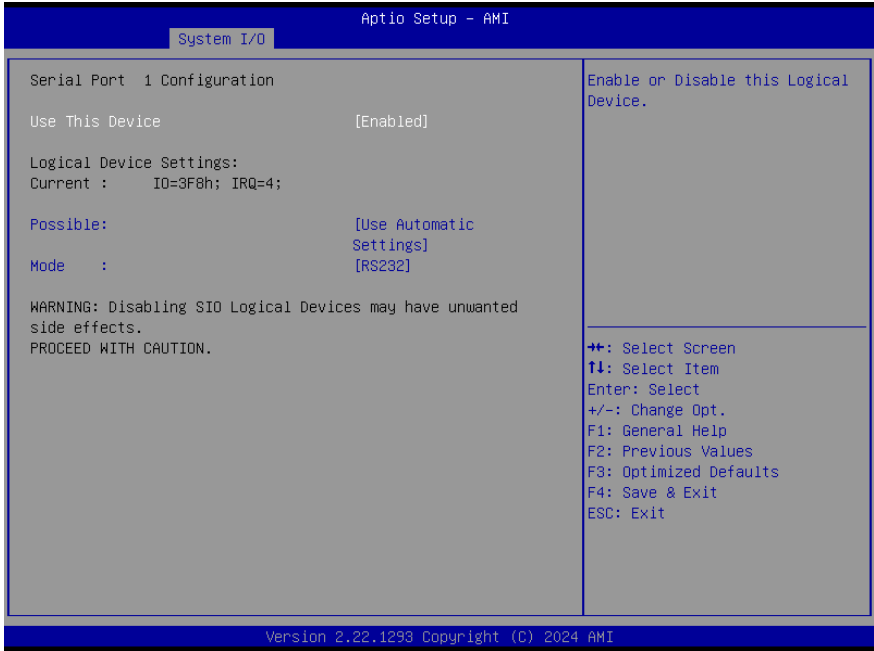 Aptio Setup – AMI
System I/O
Serial Port  1 Configuration
Use This Device [Enabled]
Logical Device Settings:
Current :  IO=3F8h; IRQ=4;
Possible: [Use Automatic
Settings]
Mode : [RS232]
WARNING: Disabling SIO Logical Devices may have unwanted
side effects.
PROCEED WITH CAUTION.
Enable or Disable this Logical
Device.
→←: Select Screen
↑↓: Select Item
Enter: Select
+/-: Change Opt.
F1: General Help
F2: Previous Values
F3: Optimized Defaults
F4: Save & Exit
ESC: Exit
Version 2.22.1293 Copyright (C) 2024 AMI